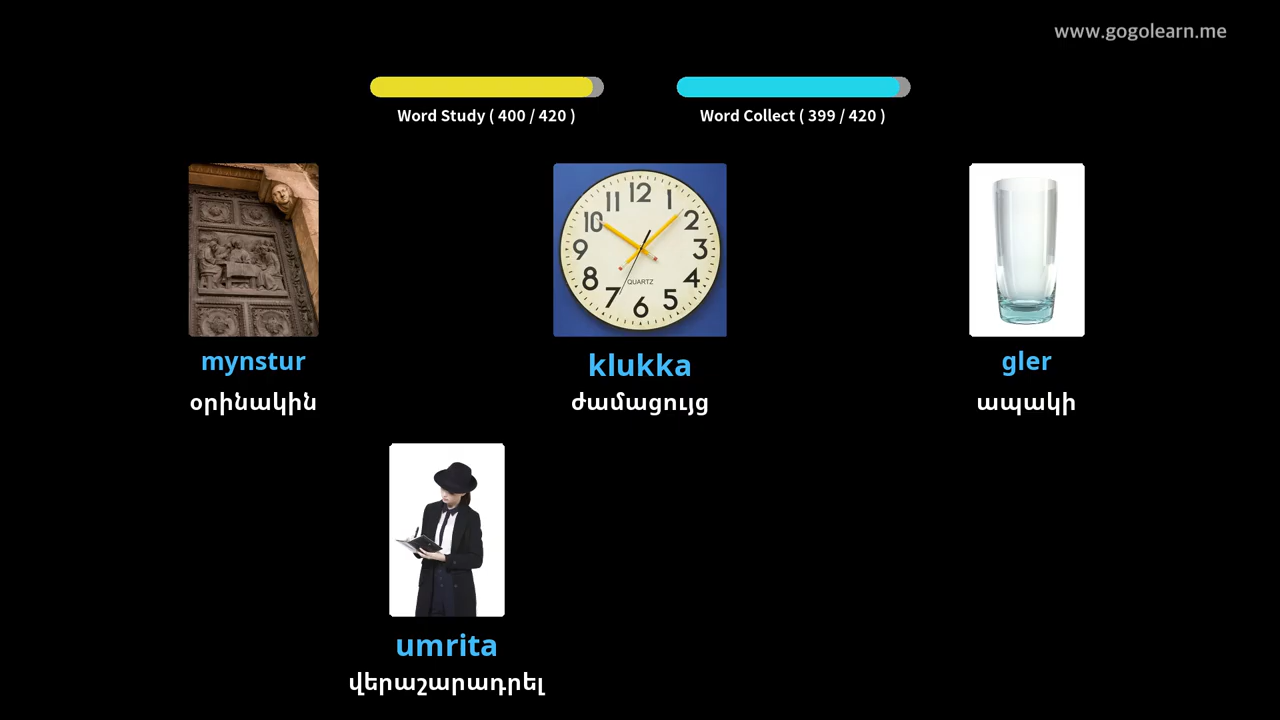 www.gogolearn.me
Word Study ( 400 / 420 )
Word Collect ( 399 / 420 )
12
11
1
10
2
9
3
8
4
QUARTZ
7
5
6
mynstur
klukka
gler
օրինակին
ժամացույց
ապակի
umrita
վերաշարադրել